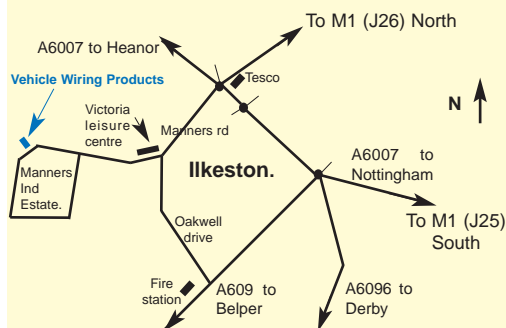 To M1 (J26) North
A6007 to Heanor
Tesco
Vehicle Wiring Products
Victoria
leisure
centre
Manners rd
N
Ilkeston.
A6007 to
Nottingham
Manners
Ind
Estate.
To M1 (J25)
South
Oakwell
drive
Fire
station
A609 to
Belper
A6096 to
Derby